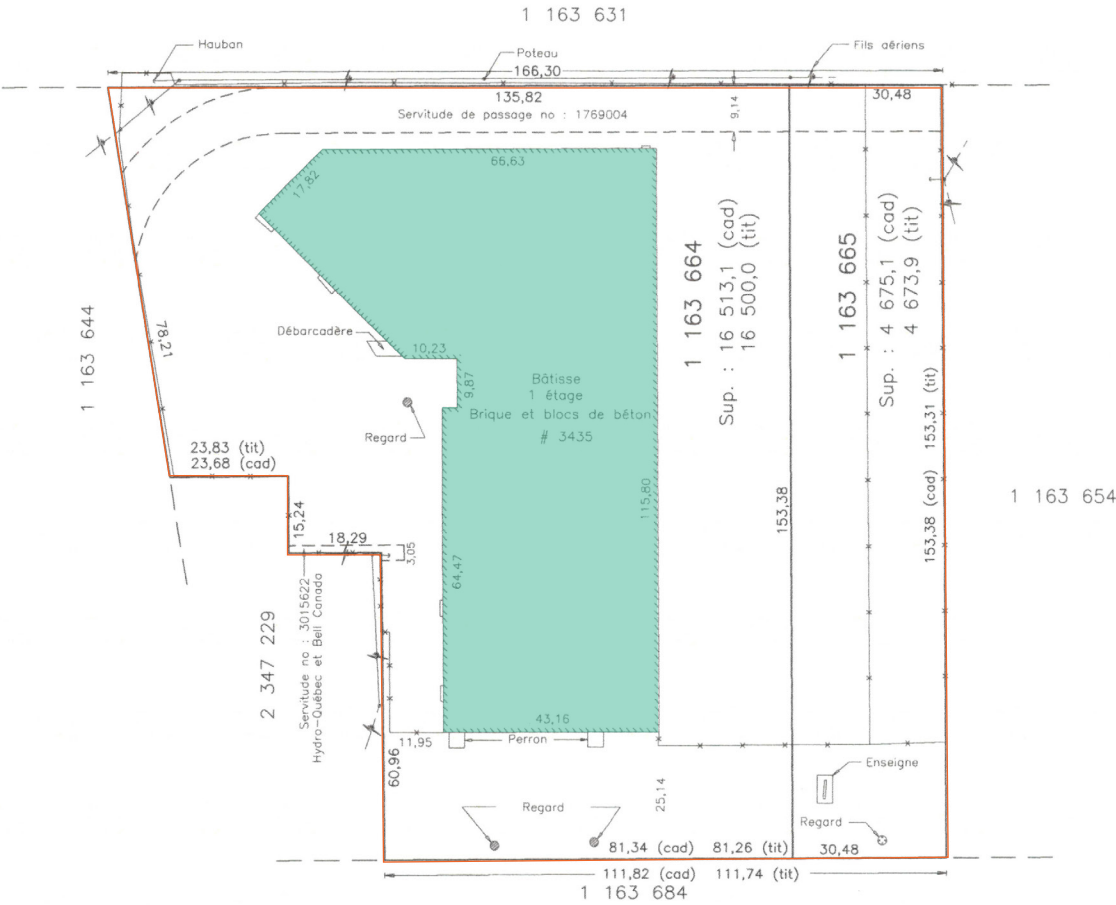 1 163 631
Hauban
Poteau
Fils aériens
166,30
135,82
30,48
Servitude de passage no : 1769004
9,14
66,63
17,82
1 163 664
Sup. : 16 513,1 (cad)
16 500,0 (tit)
1 163 665
Sup. : 4 675,1 (cad)
4 673,9 (tit)
1 163 644
78,21
Débarcadère
10,23
9,87
Bâtisse
1 étage
Brique et blocs de béton
# 3435
Regard
23,83 (tit)
23,68 (cad)
15,24
18,29
3,05
115,80
153,38
153,38 (cad) 153,31 (tit)
1 163 654
64,47
2 347 229
Servitude no : 3015622
Hydro-Québec et Bell Canada
43,16
11,95
Perron
60,96
25,14
Enseigne
Regard
Regard
81,34 (cad) 81,26 (tit)
30,48
111,82 (cad) 111,74 (tit)
1 163 684